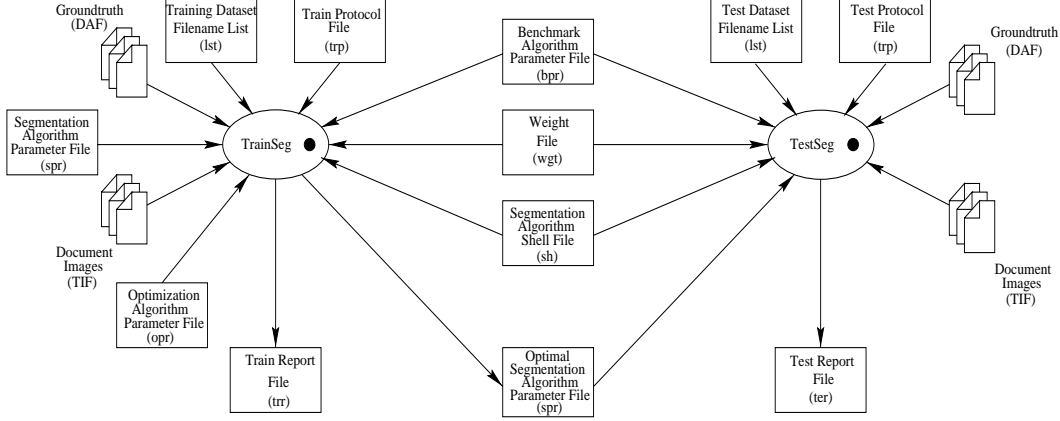 Groundtruth
(DAF)
Training Dataset
Filename List
(lst)
Train Protocol
File
(trp)
Benchmark
Algorithm
Parameter File
(bpr)
Test Dataset
Filename List
(lst)
Test Protocol
File
(trp)
Groundtruth
(DAF)
Segmentation
Algorithm
Parameter File
(spr)
TrainSeg
Weight
File
(wgt)
TestSeg
Document
Images
(TIF)
Segmentation
Algorithm
Shell File
(sh)
Document
Images
(TIF)
Optimization
Algorithm
Parameter File
(opr)
Train Report
File
(trr)
Optimal
Segmentation
Algorithm
Parameter File
(spr)
Test Report
File
(ter)